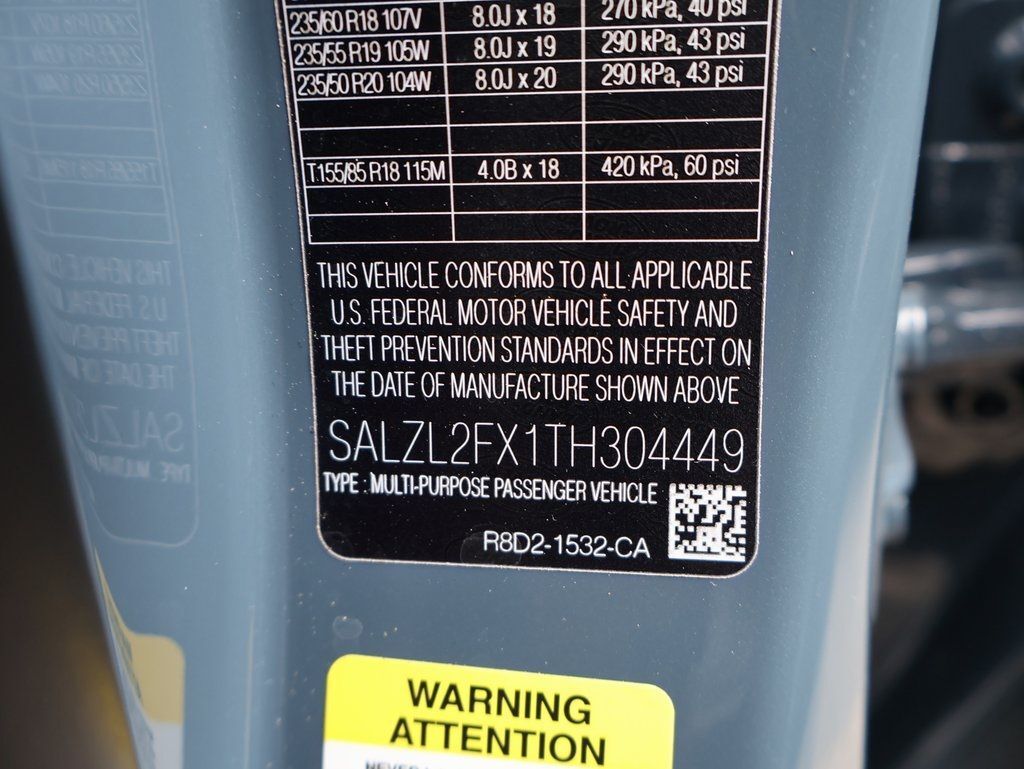 235/60 R18 107V 8.0J x 18 270 kPa, 40 psi
235/55 R19 105W 8.0J x 19 290 kPa, 43 psi
235/50 R20 104W 8.0J x 20 290 kPa, 43 psi
T155/85 R18 115M 4.0B x 18 420 kPa, 60 psi
THIS VEHICLE CONFORMS TO ALL APPLICABLE
U.S. FEDERAL MOTOR VEHICLE SAFETY AND
THEFT PREVENTION STANDARDS IN EFFECT ON
THE DATE OF MANUFACTURE SHOWN ABOVE
SALZL2FX1TH304449
TYPE : MULTI-PURPOSE PASSENGER VEHICLE
R8D2-1532-CA
WARNING
ATTENTION